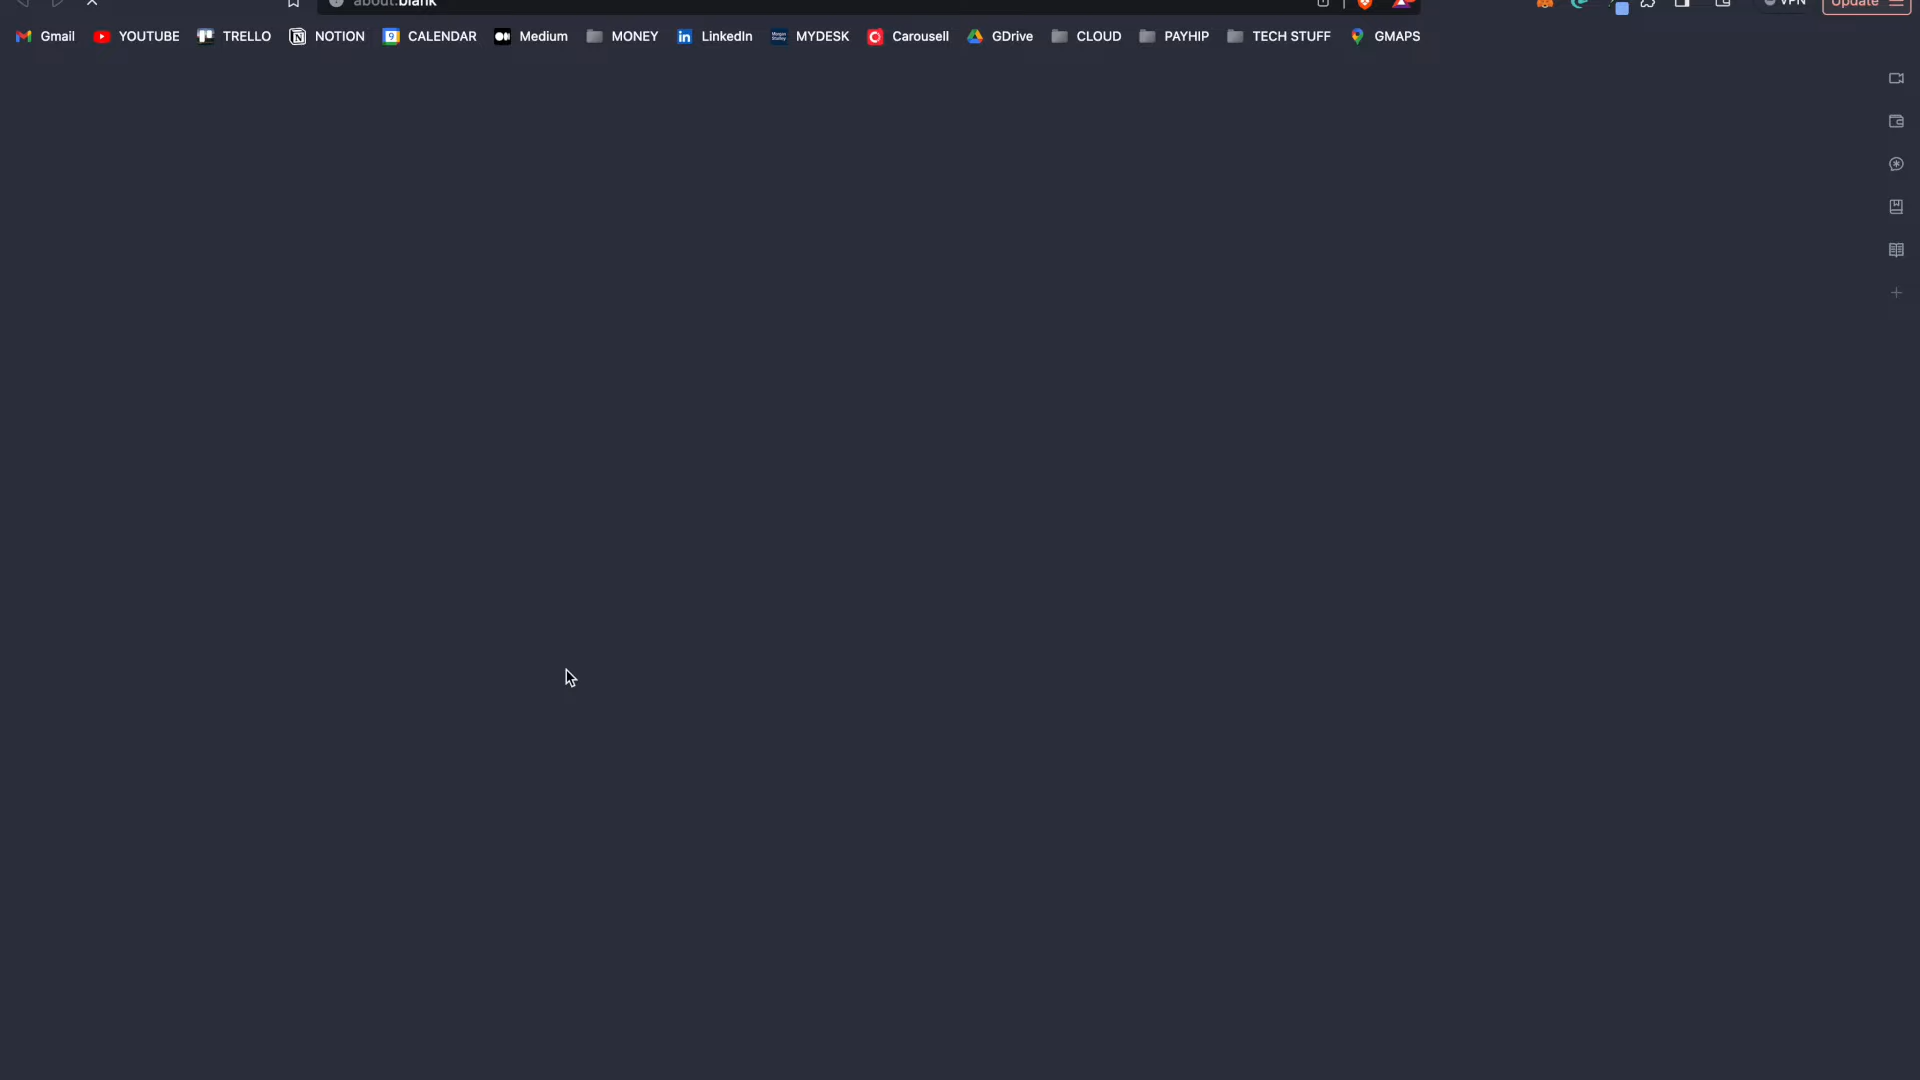 about:blank
VPN
Update
Gmail YOUTUBE TRELLO NOTION CALENDAR Medium MONEY LinkedIn MYDESK Carousell GDrive CLOUD PAYHIP TECH STUFF GMAPS